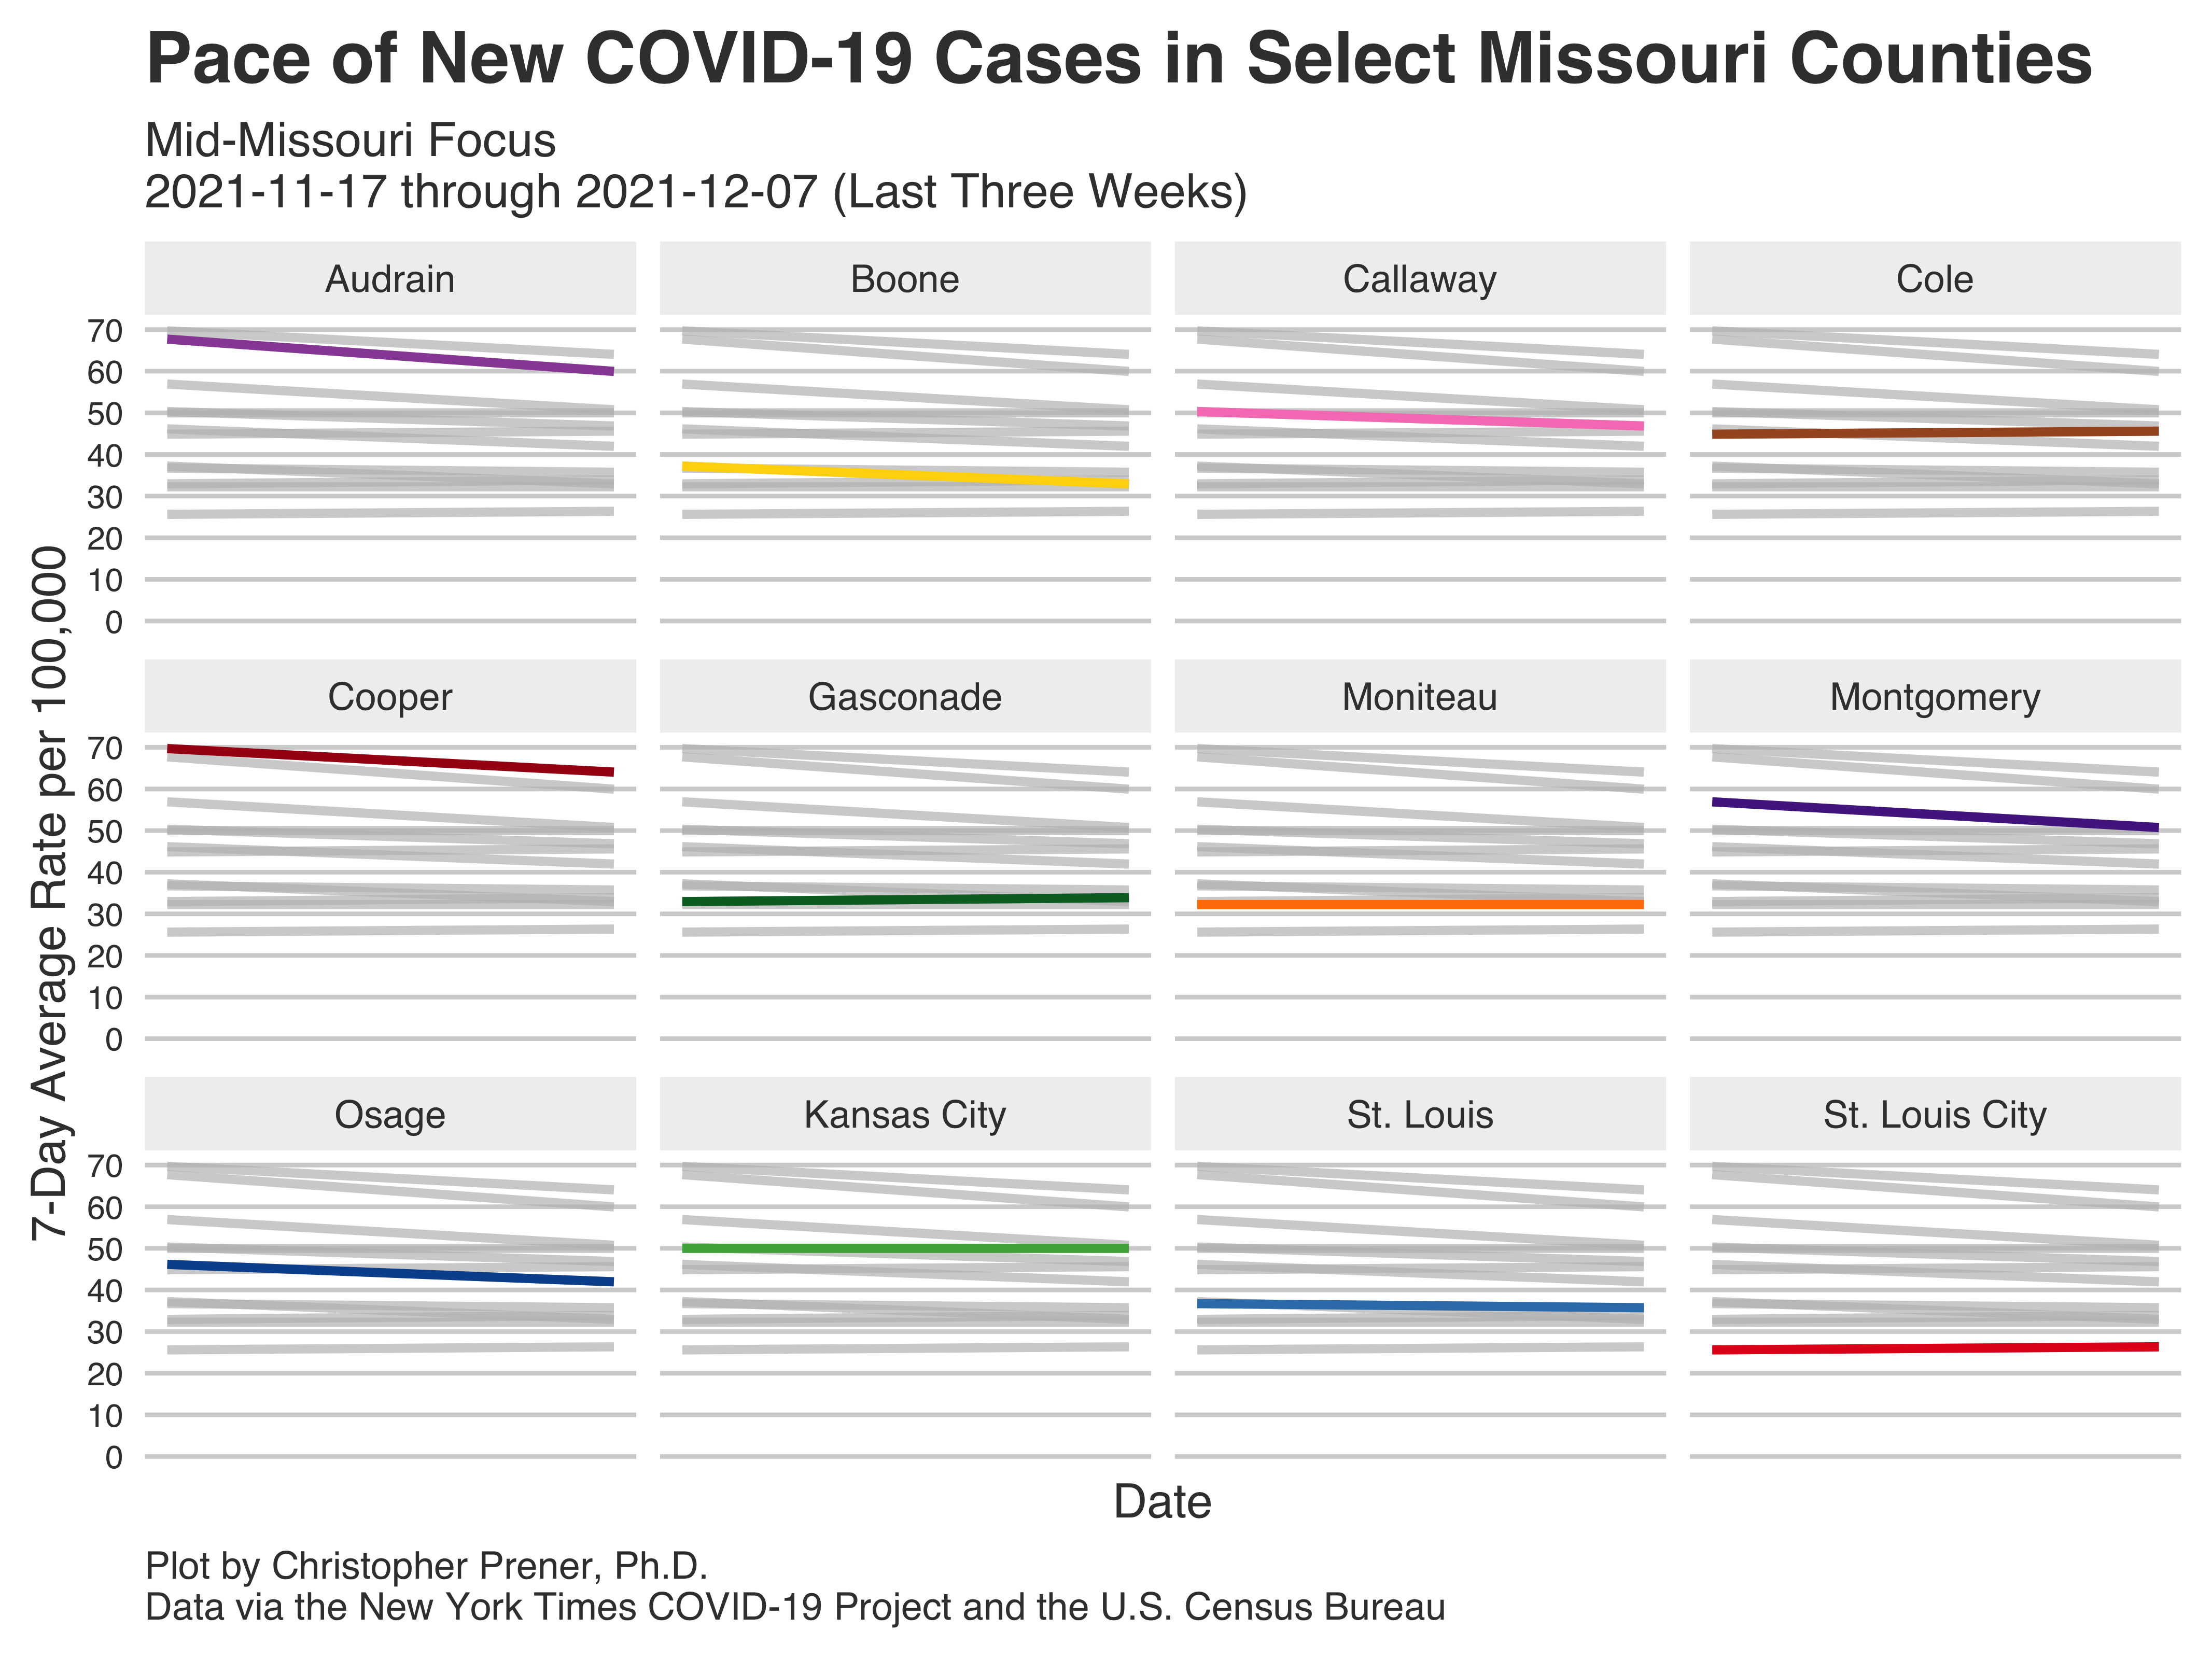 Pace of New COVID-19 Cases in Select Missouri Counties
Mid-Missouri Focus
2021-11-17 through 2021-12-07 (Last Three Weeks)
7-Day Average Rate per 100,000
Audrain Boone Callaway Cole
70
60
50
40
30
20
10
0
Cooper Gasconade Moniteau Montgomery
70
60
50
40
30
20
10
0
Osage Kansas City St. Louis St. Louis City
70
60
50
40
30
20
10
0
Date
Plot by Christopher Prener, Ph.D.
Data via the New York Times COVID-19 Project and the U.S. Census Bureau